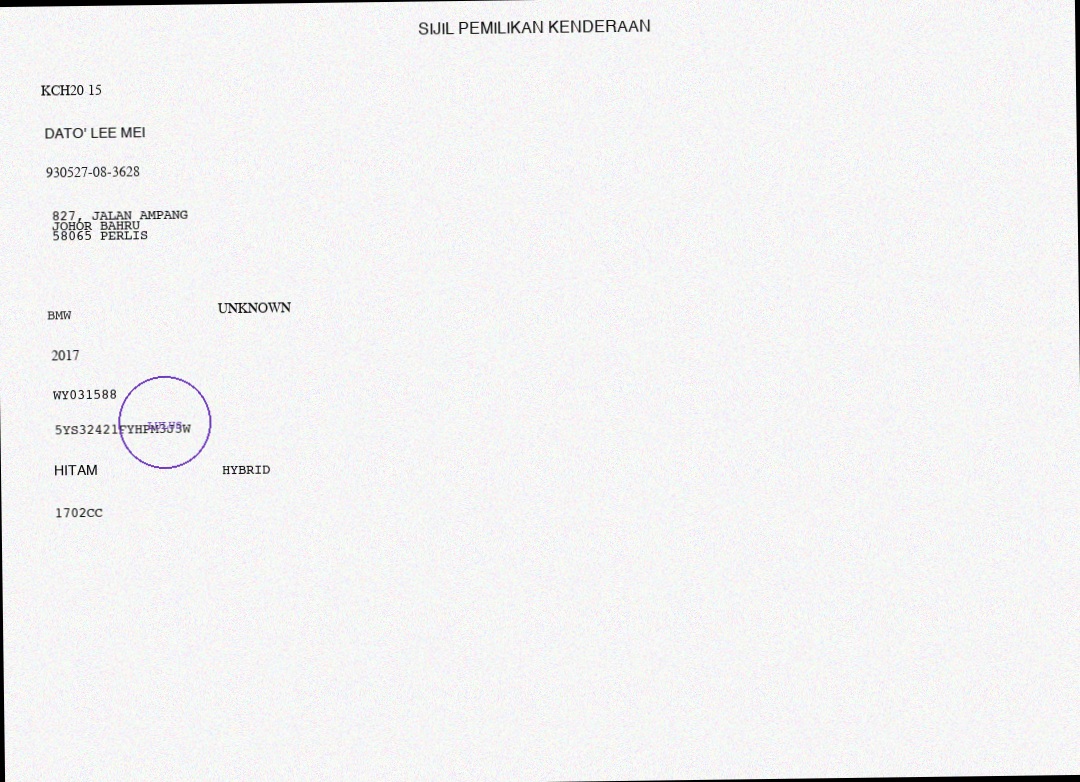 SIJIL PEMILIKAN KENDERAAN
KCH20 15
DATO' LEE MEI
930527-08-3628
827, JALAN AMPANG
JOHOR BAHRU
58065 PERLIS
BMW UNKNOWN
2017
WY031588
5YS32421FYHPM3J3W
LULUS
HITAM HYBRID
1702CC